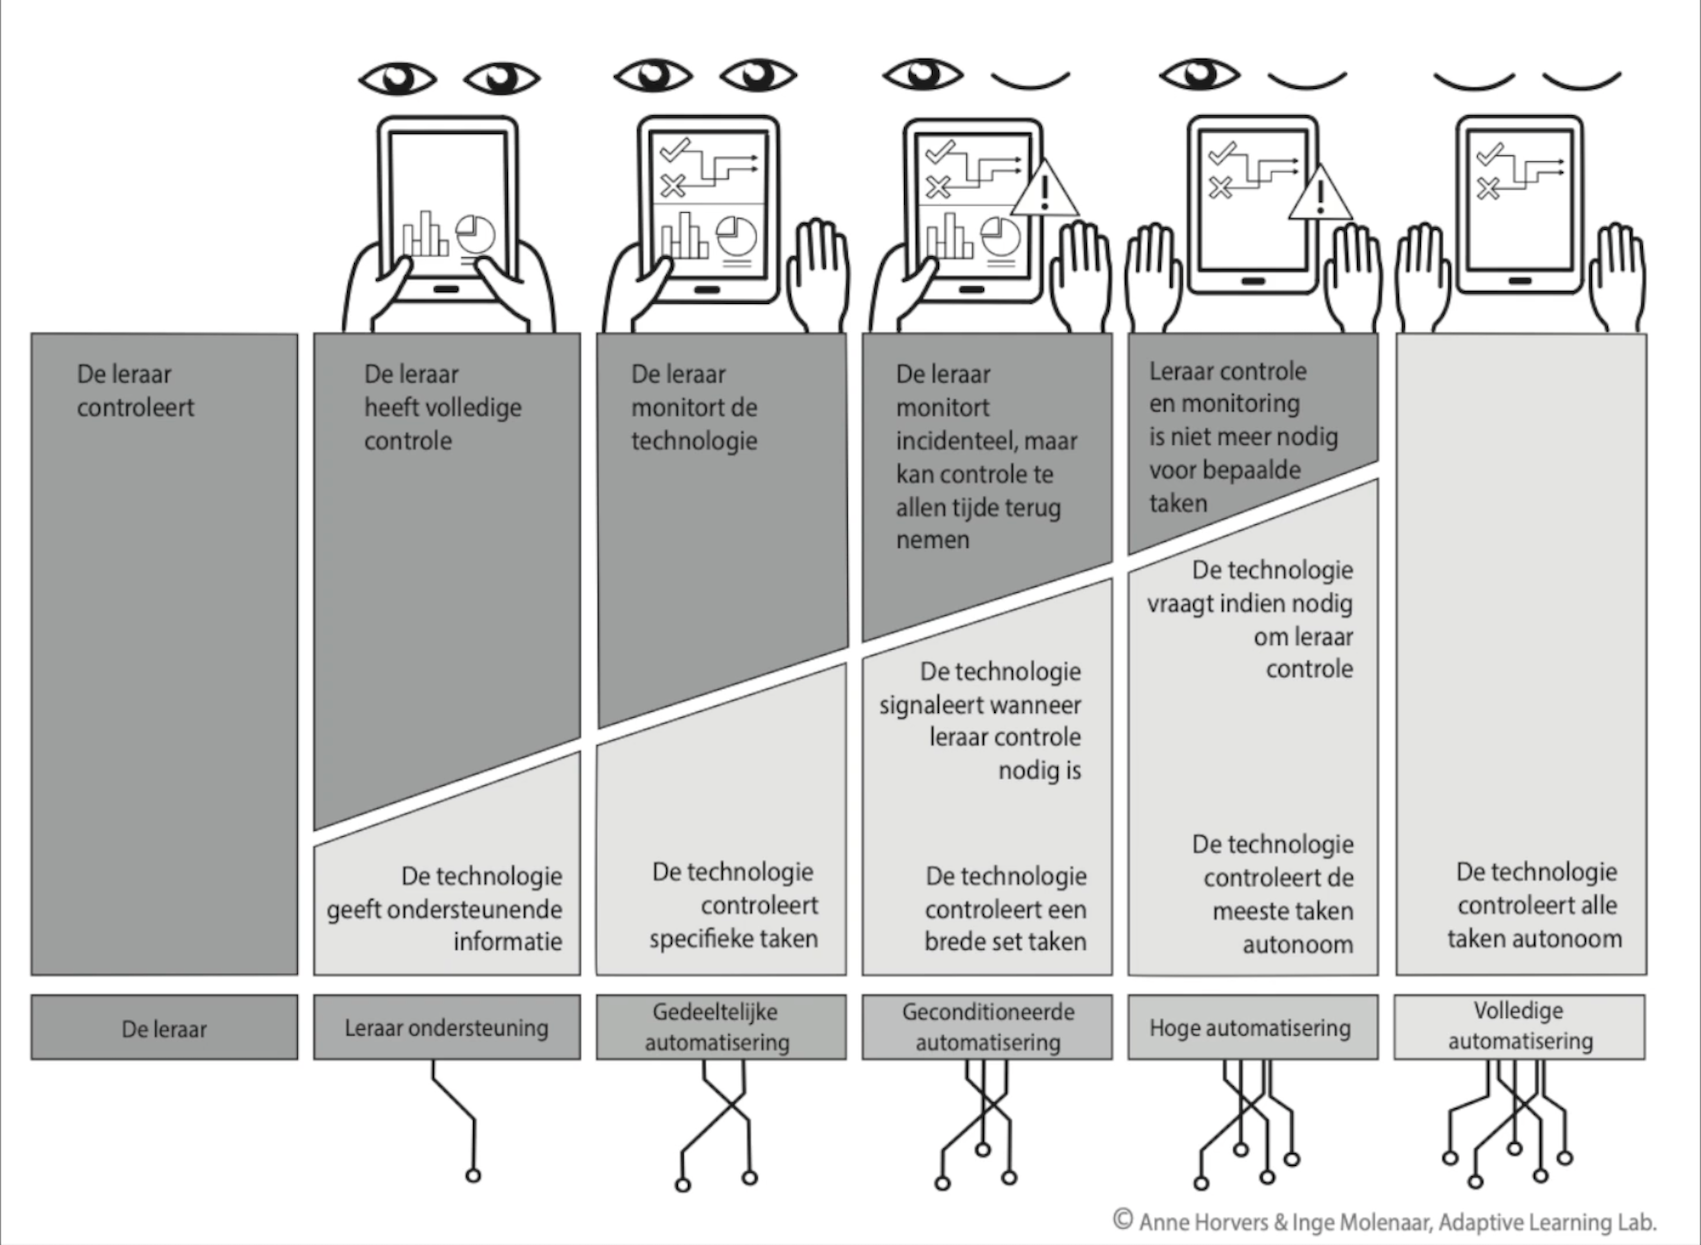 De leraar
controleert
De leraar
heeft volledige
controle
De technologie
geeft ondersteunende
informatie
De leraar
monitort de
technologie
De technologie
controleert
specifieke taken
De leraar
monitort
incidenteel, maar
kan controle te
allen tijde terug
nemen
De technologie
signaleert wanneer
leraar controle
nodig is
De technologie
controleert een
brede set taken
Leraar controle
en monitoring
is niet meer nodig
voor bepaalde
taken
De technologie
vraagt indien nodig
om leraar
controle
De technologie
controleert de
meeste taken
autonoom
De technologie
controleert alle
taken autonoom
De leraar
Leraar ondersteuning
Gedeeltelijke
automatisering
Geconditioneerde
automatisering
Hoge automatisering
Volledige
automatisering
© Anne Horvers & Inge Molenaar, Adaptive Learning Lab.